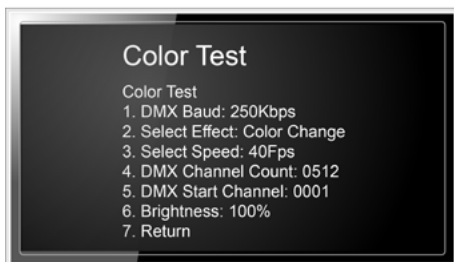 Color Test
Color Test
1. DMX Baud: 250Kbps
2. Select Effect: Color Change
3. Select Speed: 40Fps
4. DMX Channel Count: 0512
5. DMX Start Channel: 0001
6. Brightness: 100%
7. Return